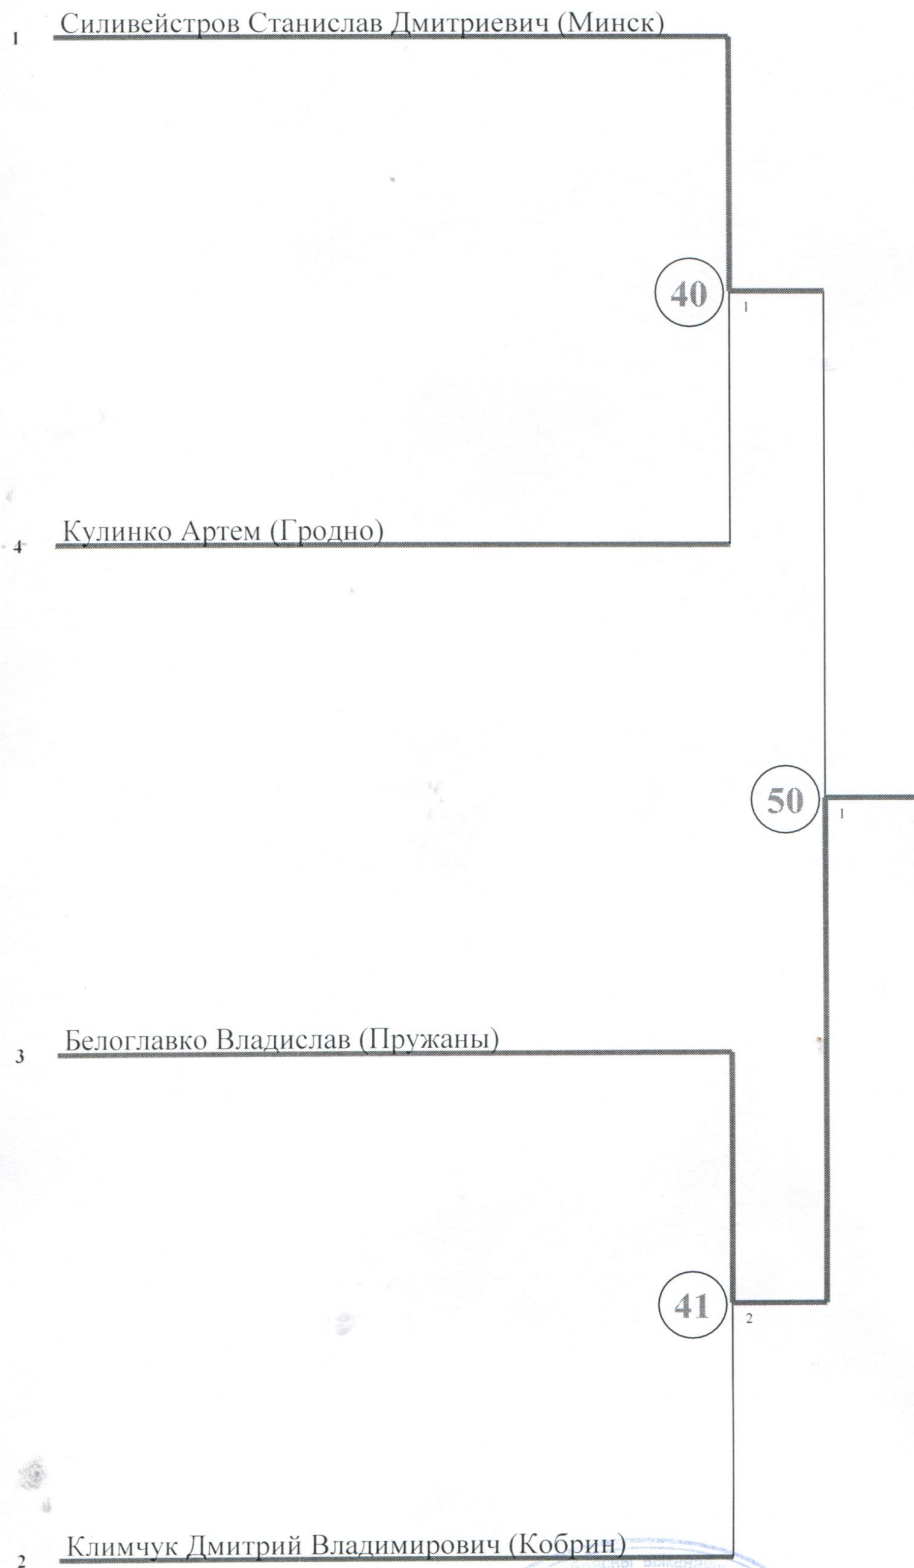 1 Силивейстров Станислав Дмитриевич (Минск)
40
1
4 Кулинко Артем (Гродно)
50
1
3 Белоглавко Владислав (Пружаны)
41
2
2 Климчук Дмитрий Владимирович (Кобрин)